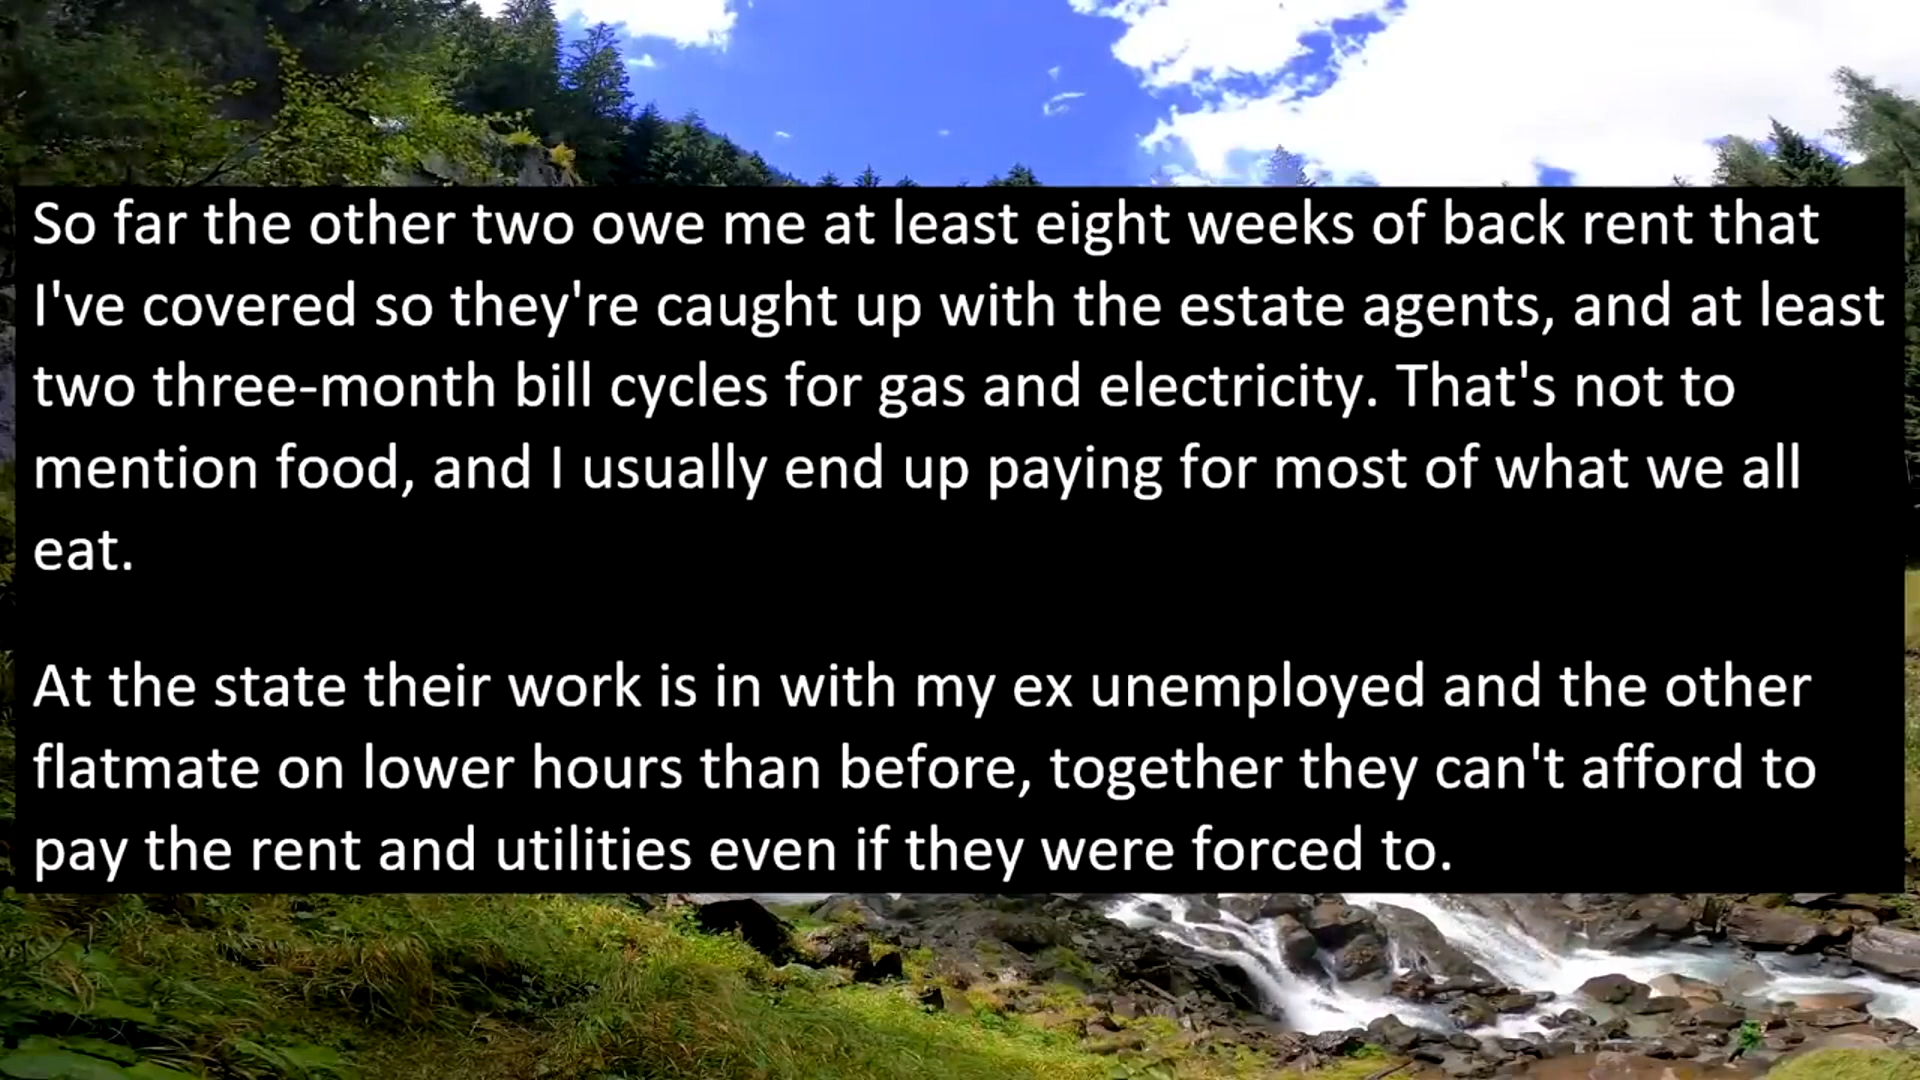 So far the other two owe me at least eight weeks of back rent that
I've covered so they're caught up with the estate agents, and at least
two three-month bill cycles for gas and electricity. That's not to
mention food, and I usually end up paying for most of what we all
eat.
At the state their work is in with my ex unemployed and the other
flatmate on lower hours than before, together they can't afford to
pay the rent and utilities even if they were forced to.